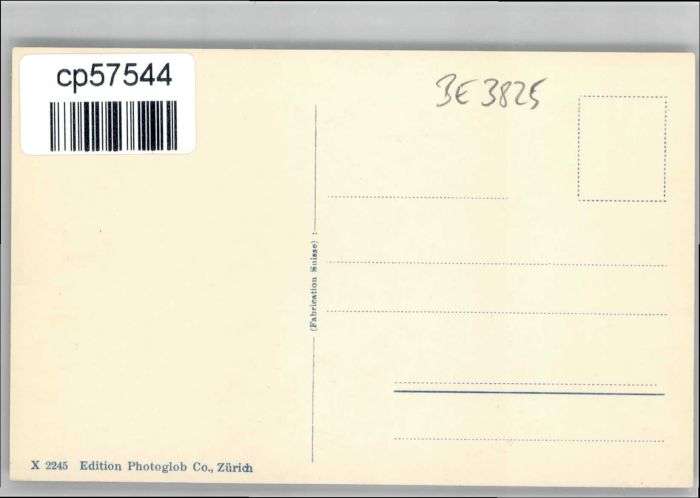 cp57544
BE 3825
(Fabrication Suisse) :
X 2245 Edition Photoglob Co., Zürich